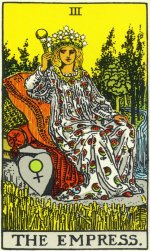 III
THE EMPRESS.